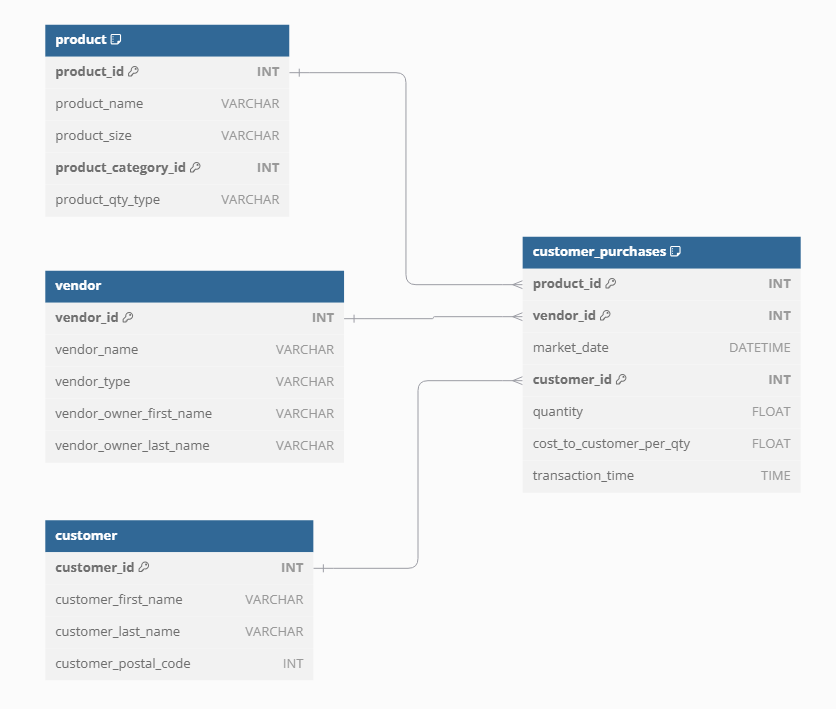 product
product_id INT
product_name VARCHAR
product_size VARCHAR
product_category_id INT
product_qty_type VARCHAR
vendor
vendor_id INT
vendor_name VARCHAR
vendor_type VARCHAR
vendor_owner_first_name VARCHAR
vendor_owner_last_name VARCHAR
customer
customer_id INT
customer_first_name VARCHAR
customer_last_name VARCHAR
customer_postal_code INT
customer_purchases
product_id INT
vendor_id INT
market_date DATETIME
customer_id INT
quantity FLOAT
cost_to_customer_per_qty FLOAT
transaction_time TIME